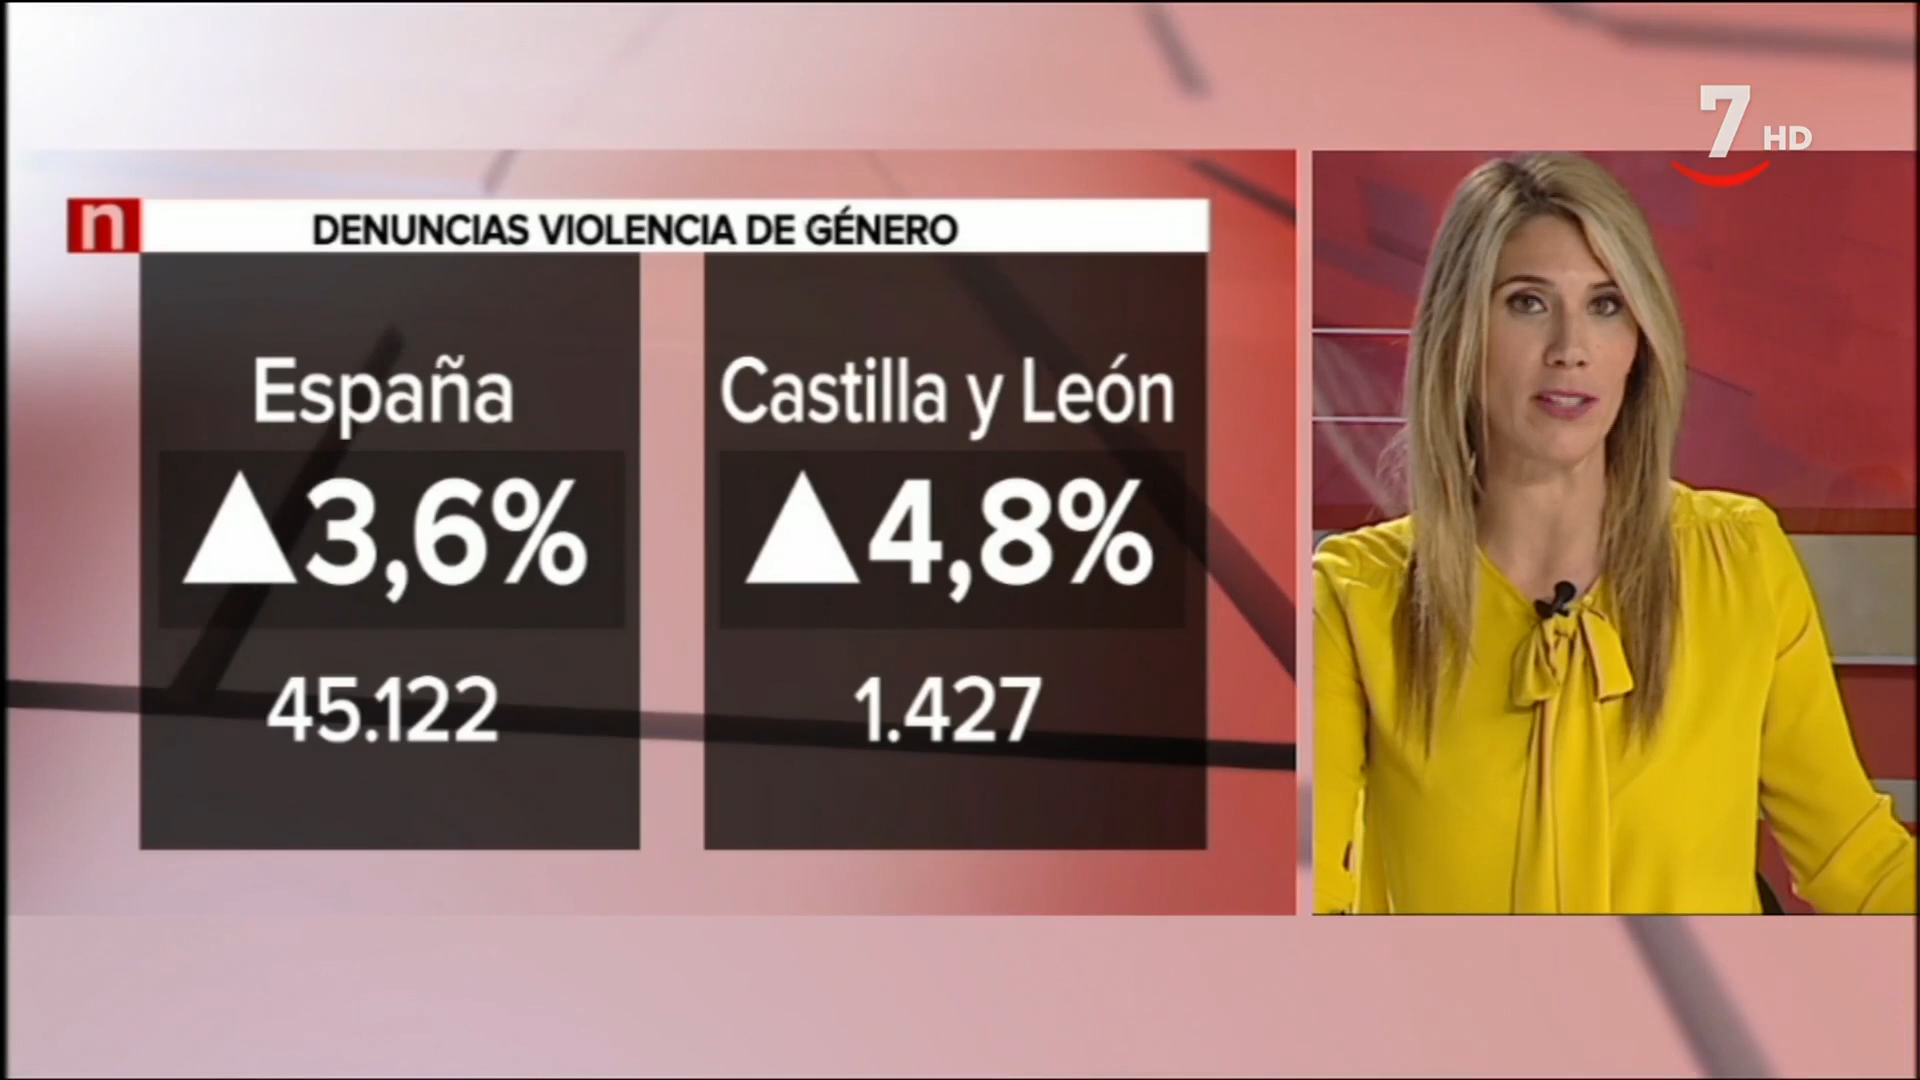 7 HD
n DENUNCIAS VIOLENCIA DE GÉNERO
España
▲3,6%
45.122
Castilla y León
▲4,8%
1.427